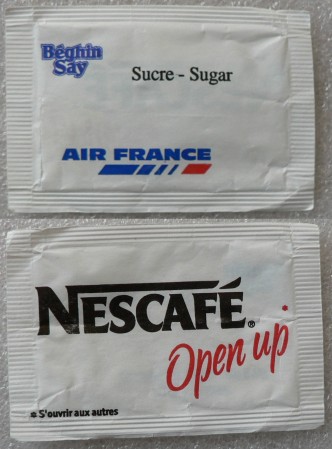 Béghin
Say
Sucre - Sugar
AIR FRANCE
NESCAFÉ®
Open up*
* S'ouvrir aux autres